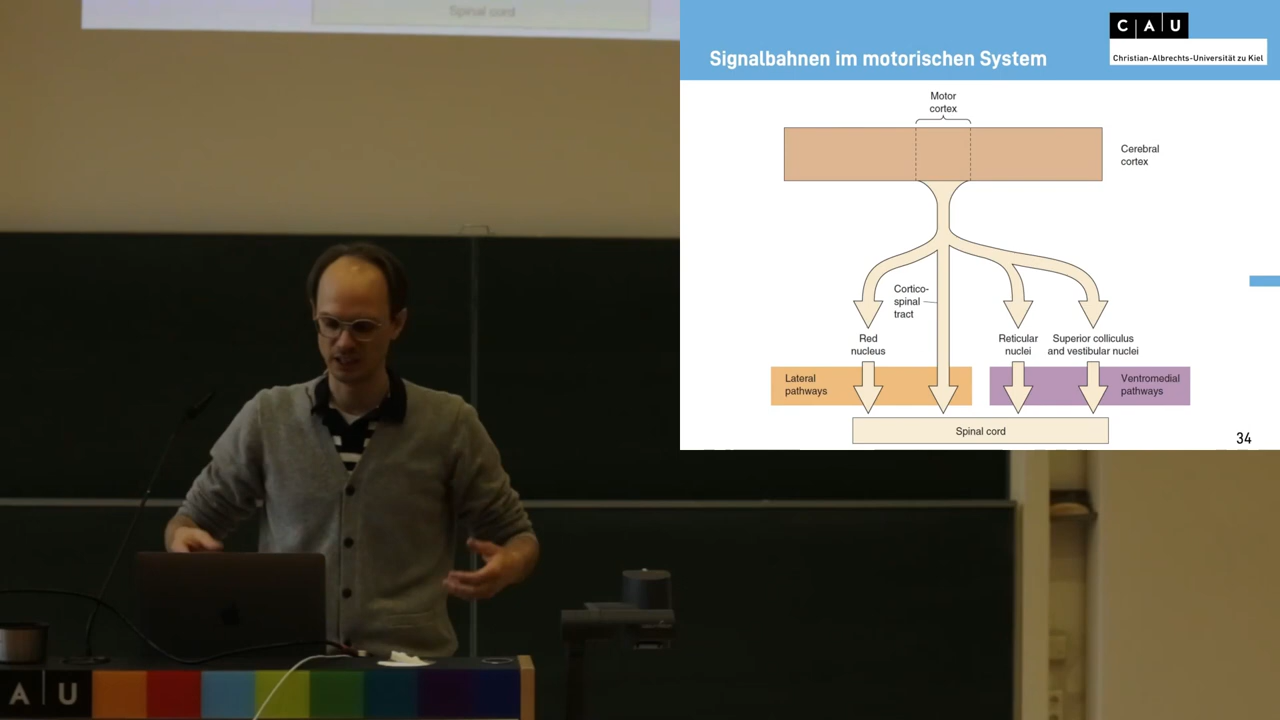 Spinal cord
Signalbahnen im motorischen System
C A U
Christian-Albrechts-Universität zu Kiel
Motor
cortex
Cerebral
cortex
Cortico-
spinal
tract
Red
nucleus
Reticular
nuclei
Superior colliculus
and vestibular nuclei
Lateral
pathways
Ventromedial
pathways
Spinal cord
34
A U